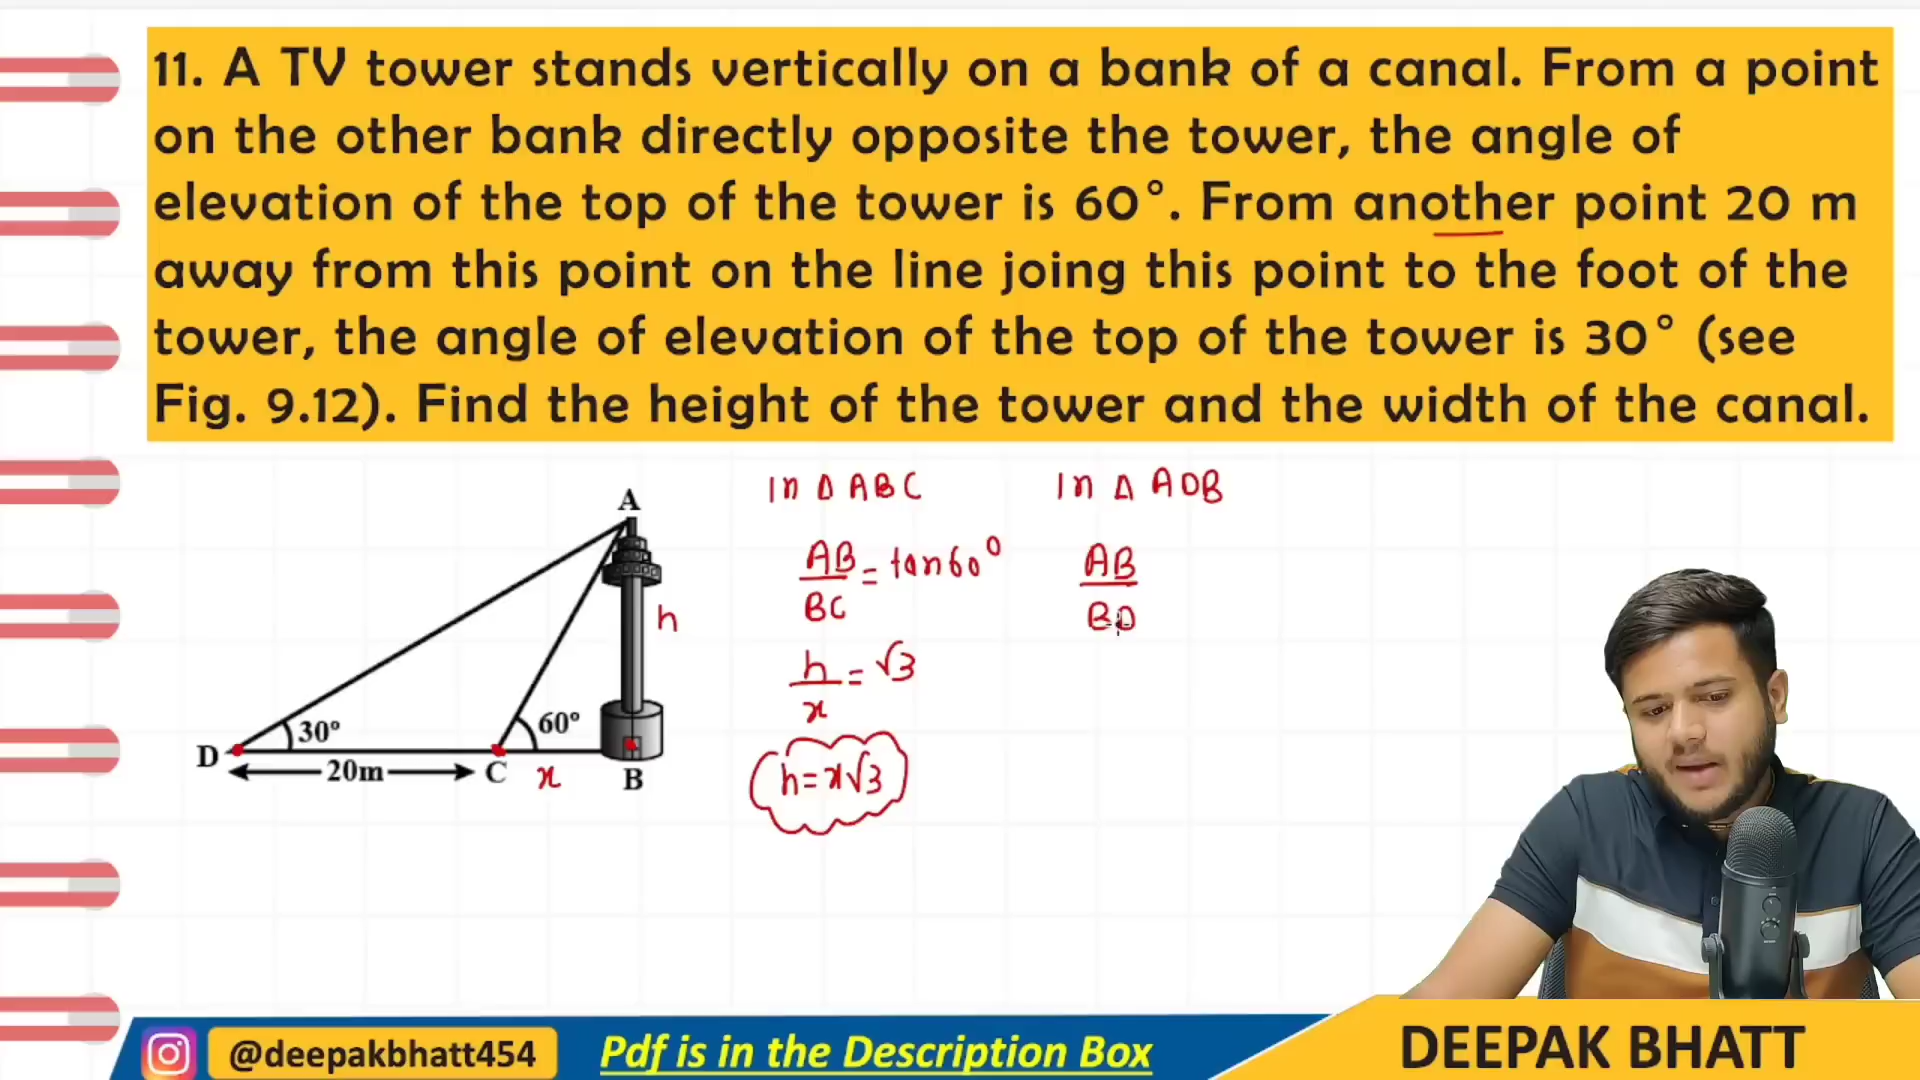 11. A TV tower stands vertically on a bank of a canal. From a point
on the other bank directly opposite the tower, the angle of
elevation of the top of the tower is 60°. From another point 20 m
away from this point on the line joing this point to the foot of the
tower, the angle of elevation of the top of the tower is 30° (see
Fig. 9.12). Find the height of the tower and the width of the canal.
A
h
30°
60°
D
20m
C
x
B
In Δ ABC
AB/BC = tan60°
h/x = √3
h=x√3
In Δ ADB
AB/BD
@deepakbhatt454
Pdf is in the Description Box
DEEPAK BHATT